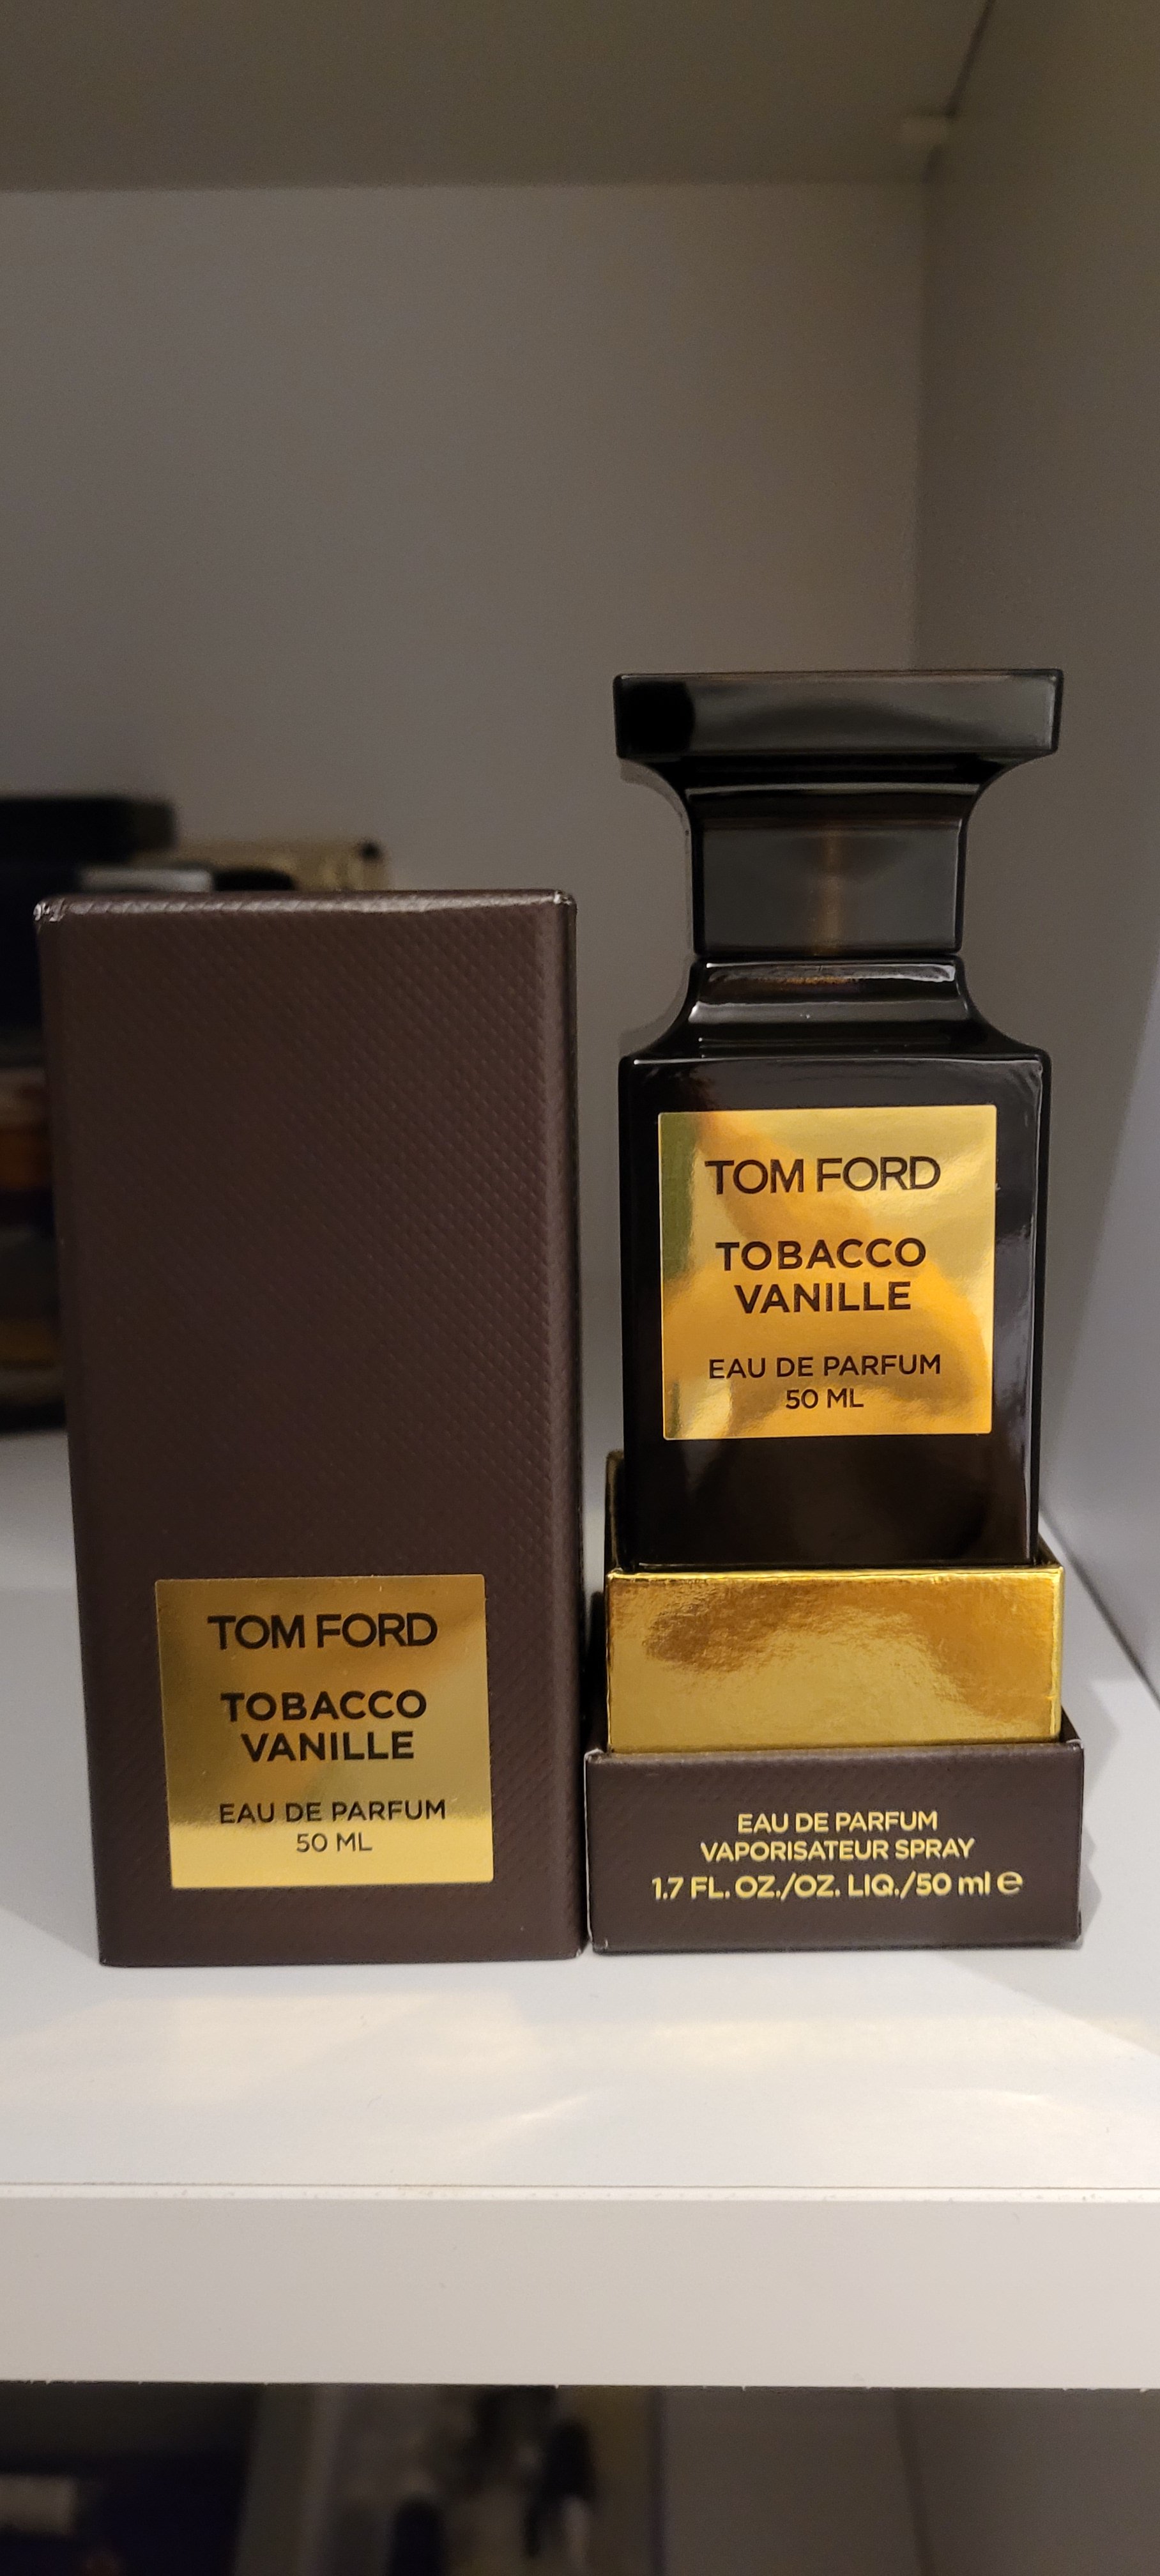 TOM FORD
TOBACCO
VANILLE
EAU DE PARFUM
50 ML
TOM FORD
TOBACCO
VANILLE
EAU DE PARFUM
50 ML
EAU DE PARFUM
VAPORISATEUR SPRAY
1.7 FL. OZ./OZ. LIQ./50 ml ℮